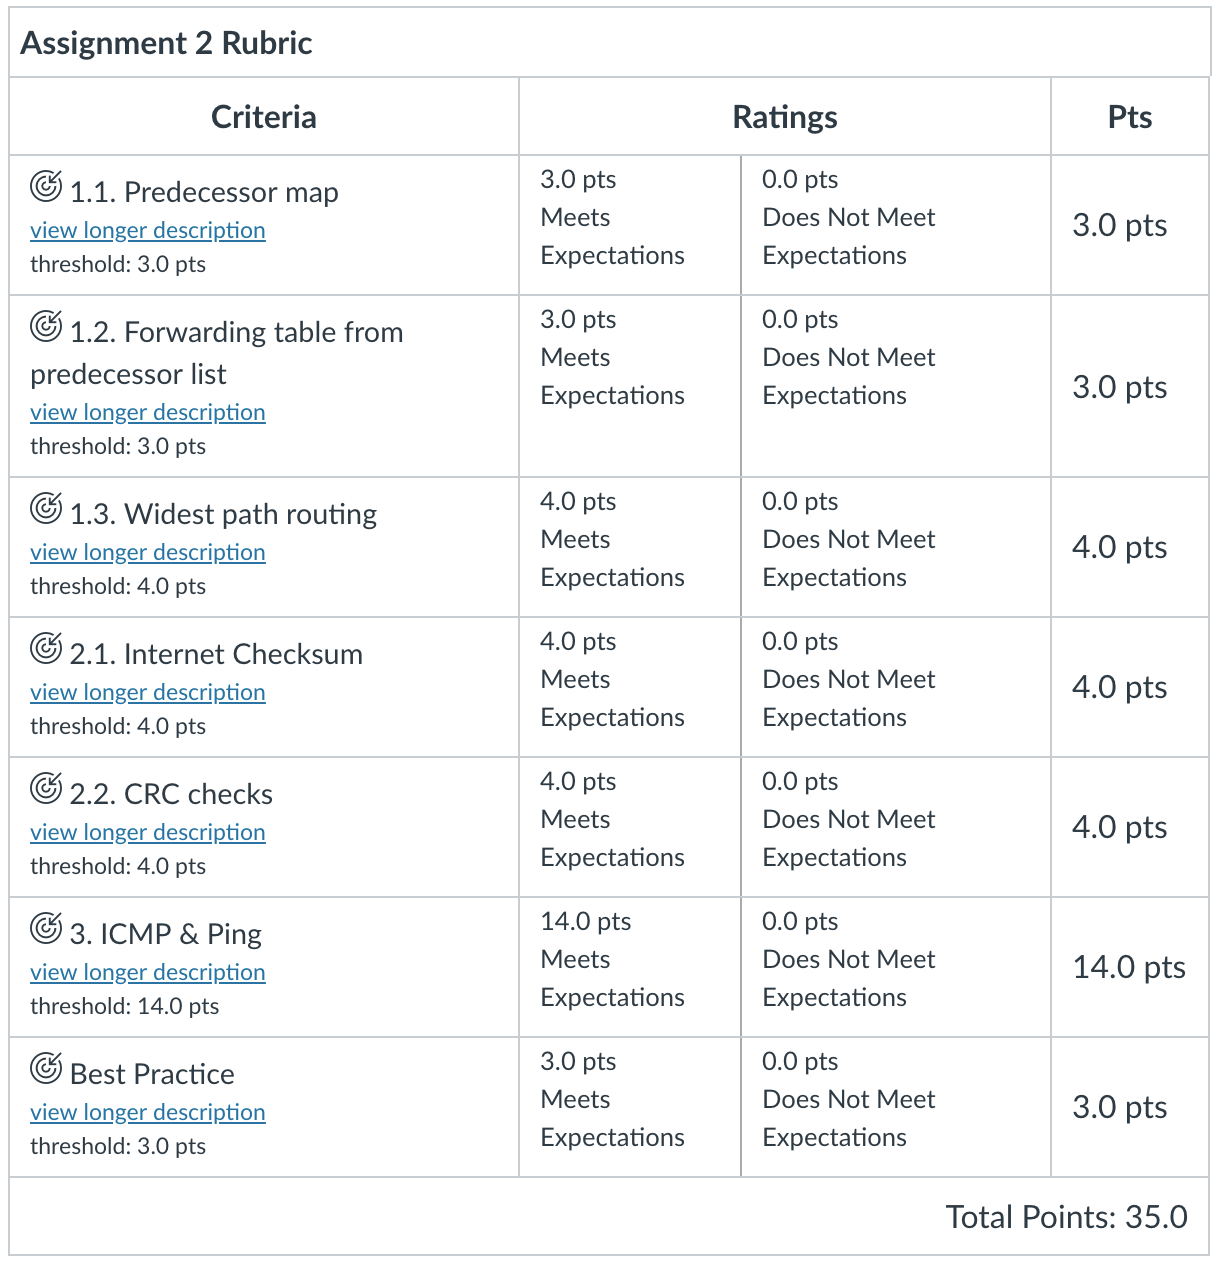 Assignment 2 Rubric
Criteria
Ratings
Pts
1.1. Predecessor map
view longer description
threshold: 3.0 pts
3.0 pts
Meets
Expectations
0.0 pts
Does Not Meet
Expectations
3.0 pts
1.2. Forwarding table from
predecessor list
view longer description
threshold: 3.0 pts
3.0 pts
Meets
Expectations
0.0 pts
Does Not Meet
Expectations
3.0 pts
1.3. Widest path routing
view longer description
threshold: 4.0 pts
4.0 pts
Meets
Expectations
0.0 pts
Does Not Meet
Expectations
4.0 pts
2.1. Internet Checksum
view longer description
threshold: 4.0 pts
4.0 pts
Meets
Expectations
0.0 pts
Does Not Meet
Expectations
4.0 pts
2.2. CRC checks
view longer description
threshold: 4.0 pts
4.0 pts
Meets
Expectations
0.0 pts
Does Not Meet
Expectations
4.0 pts
3. ICMP & Ping
view longer description
threshold: 14.0 pts
14.0 pts
Meets
Expectations
0.0 pts
Does Not Meet
Expectations
14.0 pts
Best Practice
view longer description
threshold: 3.0 pts
3.0 pts
Meets
Expectations
0.0 pts
Does Not Meet
Expectations
3.0 pts
Total Points: 35.0